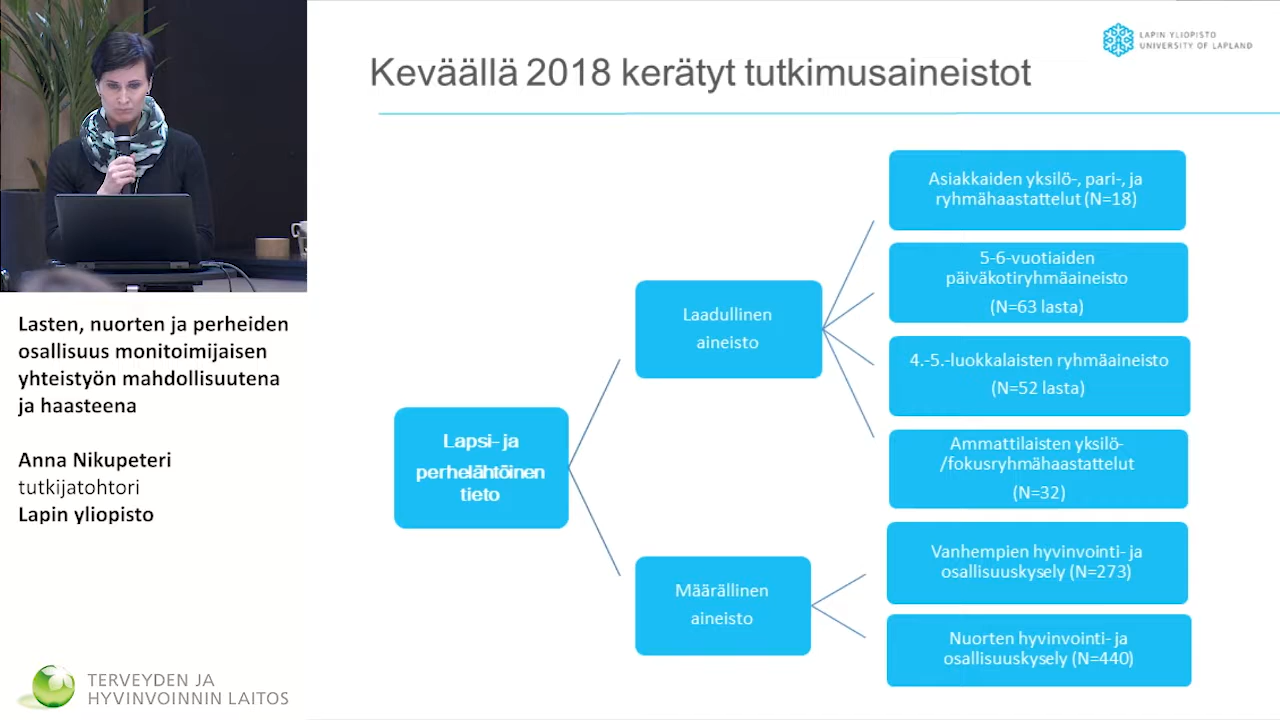 LAPIN YLIOPISTO
UNIVERSITY OF LAPLAND
Keväällä 2018 kerätyt tutkimusaineistot
Lapsi- ja
perhelähtöinen
tieto
Laadullinen
aineisto
Asiakkaiden yksilö-, pari-, ja
ryhmähaastattelut (N=18)
5-6-vuotiaiden
päiväkotiryhmäaineisto
(N=63 lasta)
4.-5.-luokkalaisten ryhmäaineisto
(N=52 lasta)
Ammattilaisten yksilö-
/fokusryhmähaastattelut
(N=32)
Määrällinen
aineisto
Vanhempien hyvinvointi- ja
osallisuuskysely (N=273)
Nuorten hyvinvointi- ja
osallisuuskysely (N=440)
Lasten, nuorten ja perheiden
osallisuus monitoimijaisen
yhteistyön mahdollisuutena
ja haasteena
Anna Nikupeteri
tutkijatohtori
Lapin yliopisto
TERVEYDEN JA
HYVINVOINNIN LAITOS